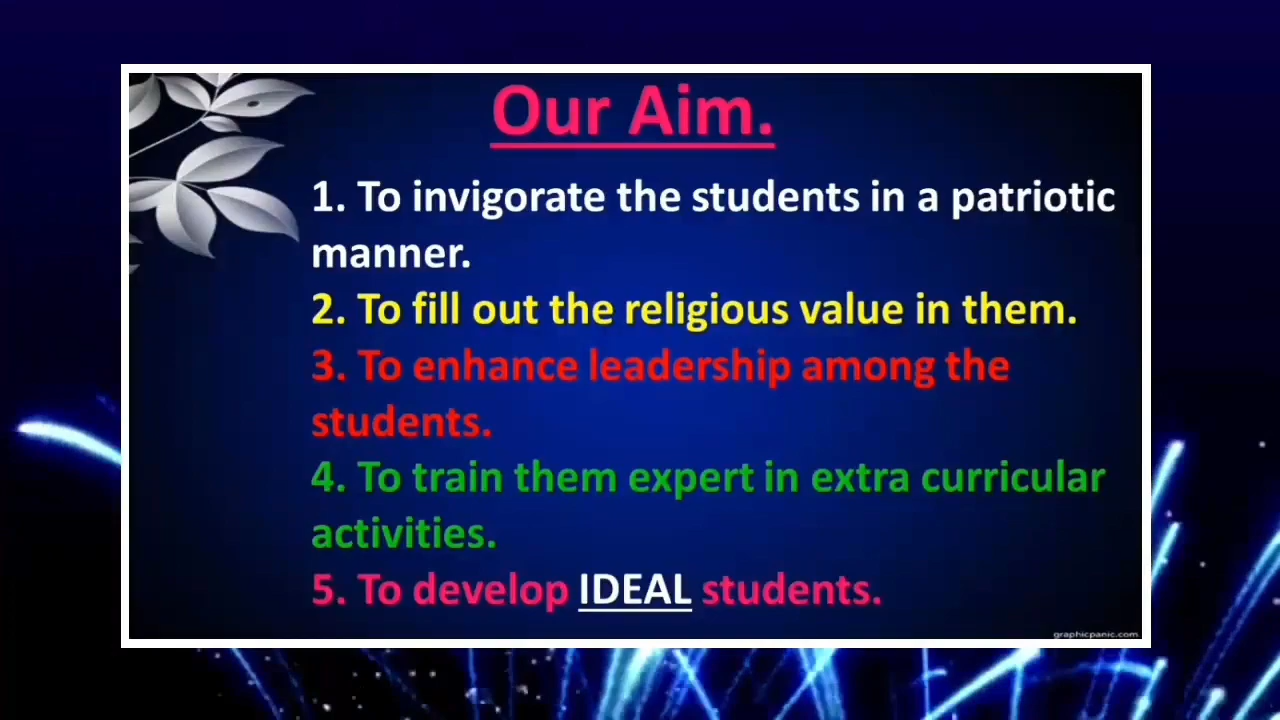 Our Aim.
1. To invigorate the students in a patriotic
manner.
2. To fill out the religious value in them.
3. To enhance leadership among the
students.
4. To train them expert in extra curricular
activities.
5. To develop IDEAL students.
graphicpanic.com